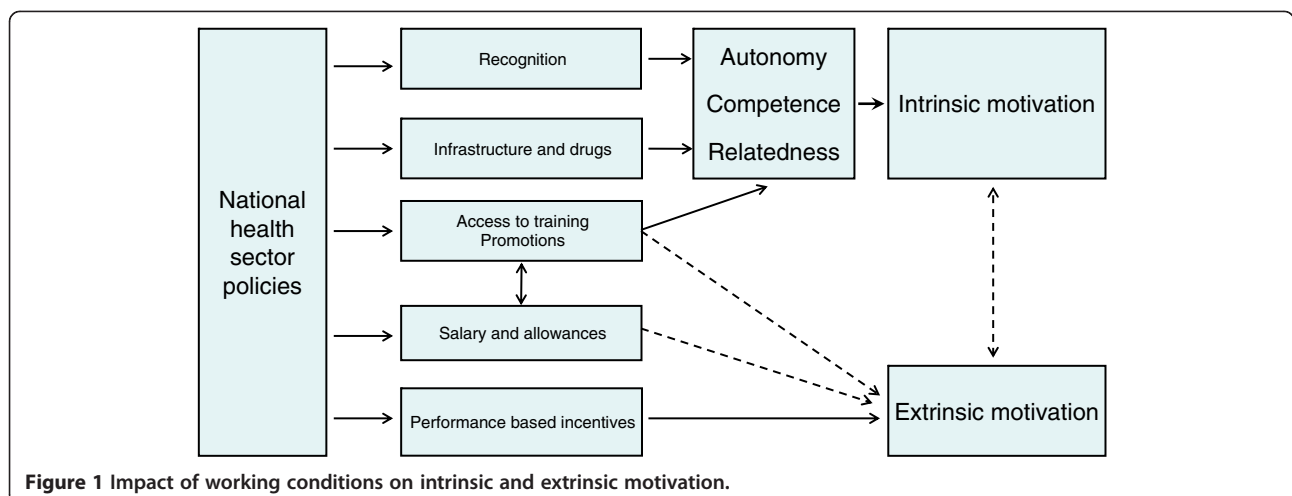 National
health
sector
policies
Recognition
Infrastructure and drugs
Access to training
Promotions
Salary and allowances
Performance based incentives
Autonomy
Competence
Relatedness
Intrinsic motivation
Extrinsic motivation
Figure 1 Impact of working conditions on intrinsic and extrinsic motivation.